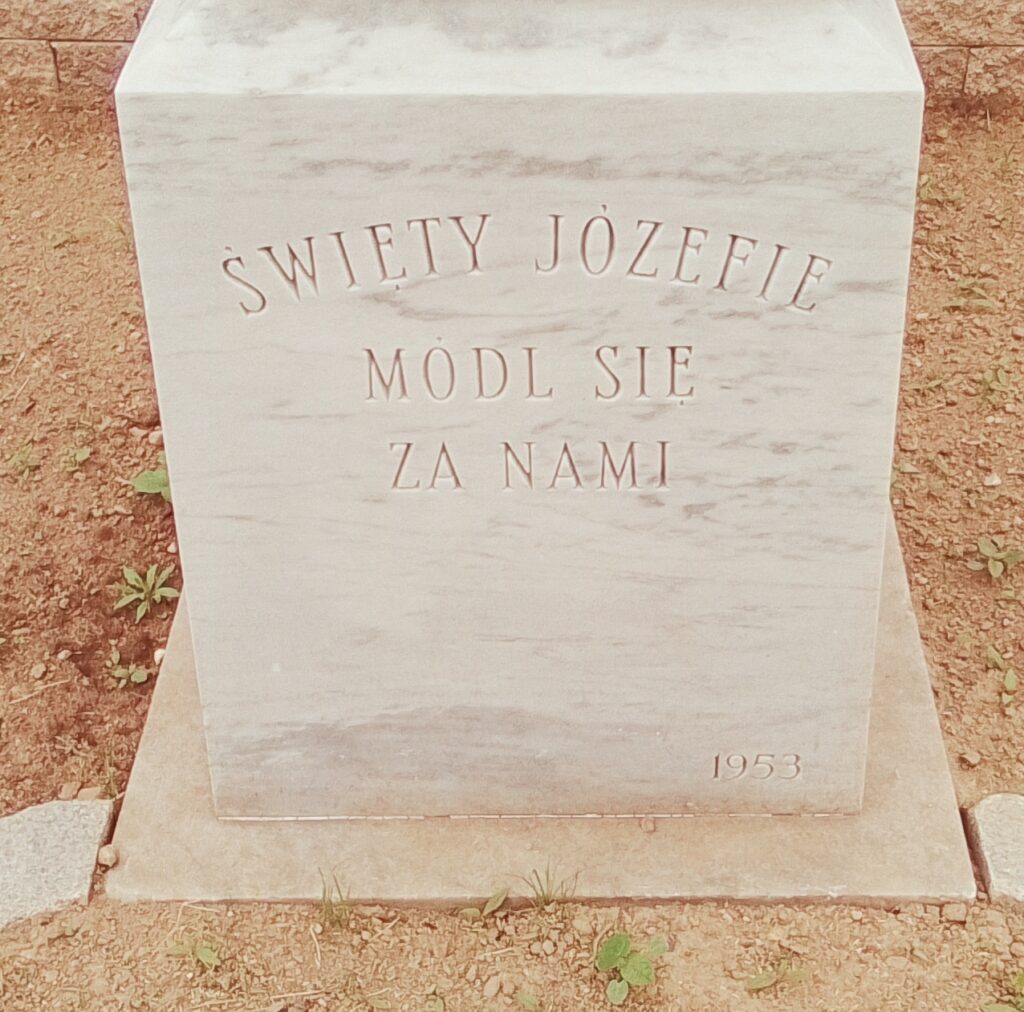 ŚWIĘTY JÓZEFIE
MÓDL SIĘ
ZA NAMI
1953